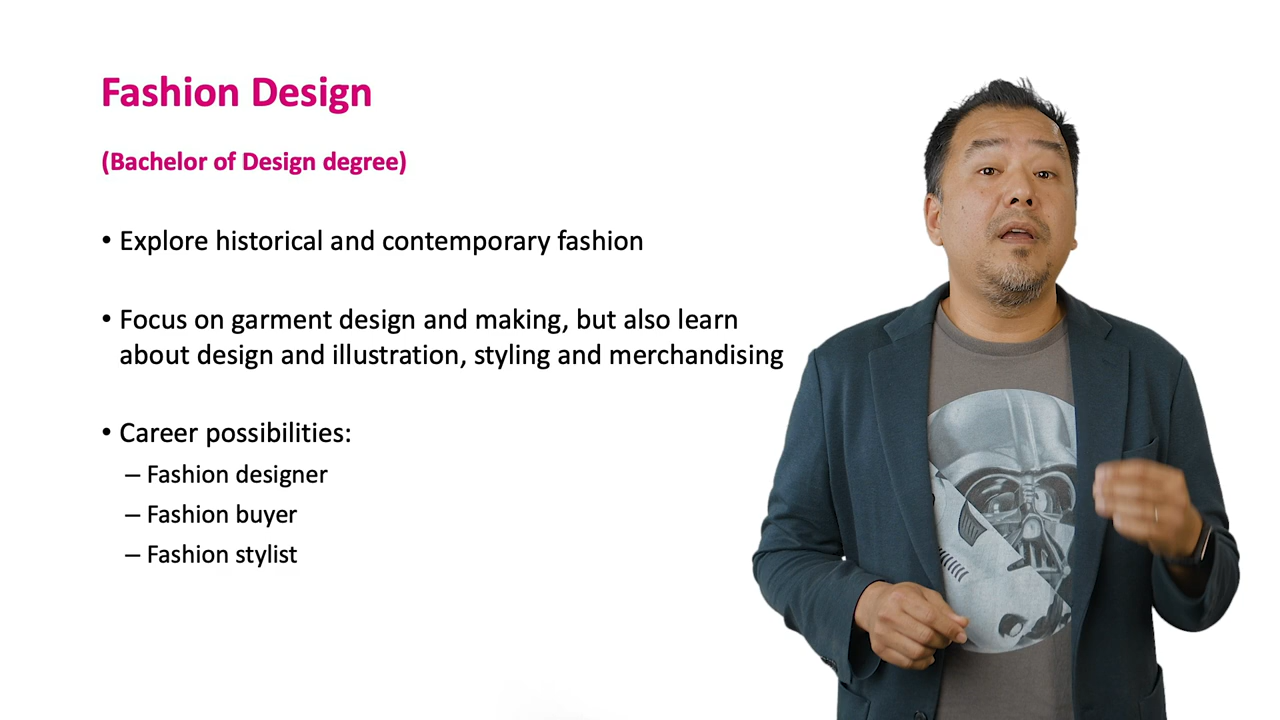 Fashion Design
(Bachelor of Design degree)
• Explore historical and contemporary fashion
• Focus on garment design and making, but also learn
about design and illustration, styling and merchandising
• Career possibilities:
– Fashion designer
– Fashion buyer
– Fashion stylist